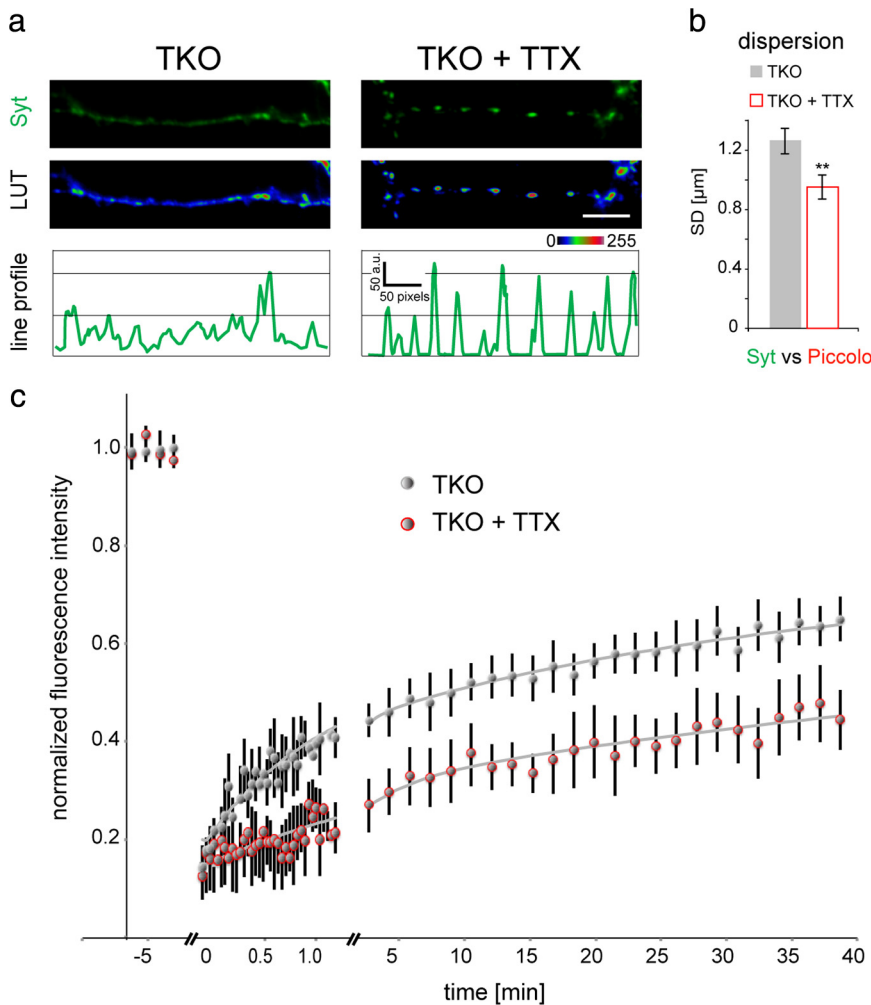 a
TKO
TKO + TTX
Syt
LUT
0 255
line profile
50 a.u.
50 pixels
b
dispersion
TKO
TKO + TTX
SD [µm]
1.2
0.8
0.4
0
**
Syt vs Piccolo
c
normalized fluorescence intensity
1.0
0.8
0.6
0.4
0.2
TKO
TKO + TTX
-5 0 0.5 1.0 5 10 15 20 25 30 35 40
time [min]